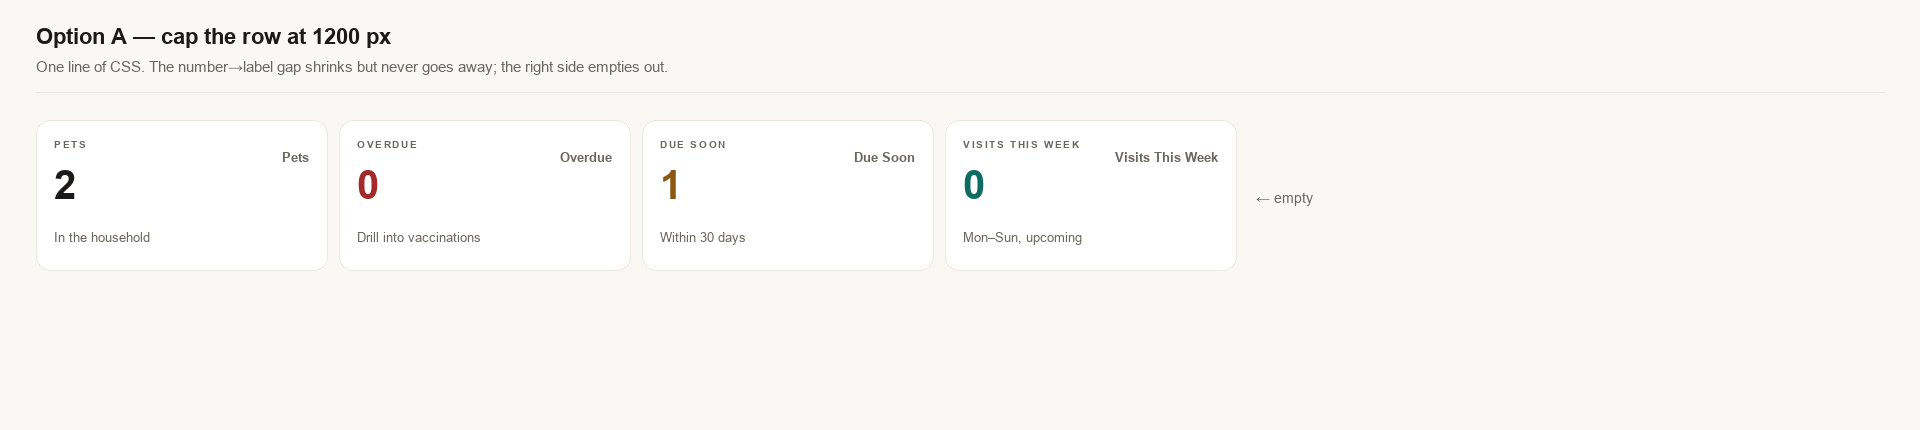 Option A — cap the row at 1200 px
One line of CSS. The number→label gap shrinks but never goes away; the right side empties out.
PETS
Pets
2
In the household
OVERDUE
Overdue
0
Drill into vaccinations
DUE SOON
Due Soon
1
Within 30 days
VISITS THIS WEEK
Visits This Week
0
Mon–Sun, upcoming
← empty